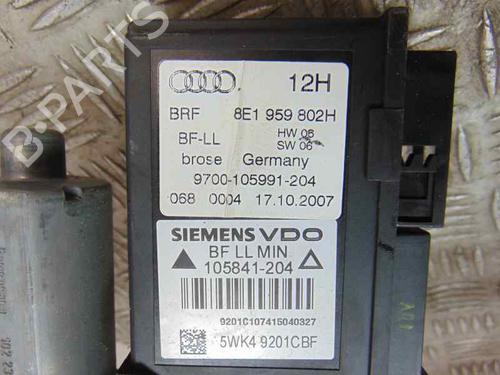 12H
BRF 8E1 959 802H
BF-LL HW 06
SW 06
brose Germany
9700-105991-204
068 0004 17.10.2007
SIEMENS VDO
BF LL MIN
105841-204
9201C107415040327
5WK4 9201CBF
A01